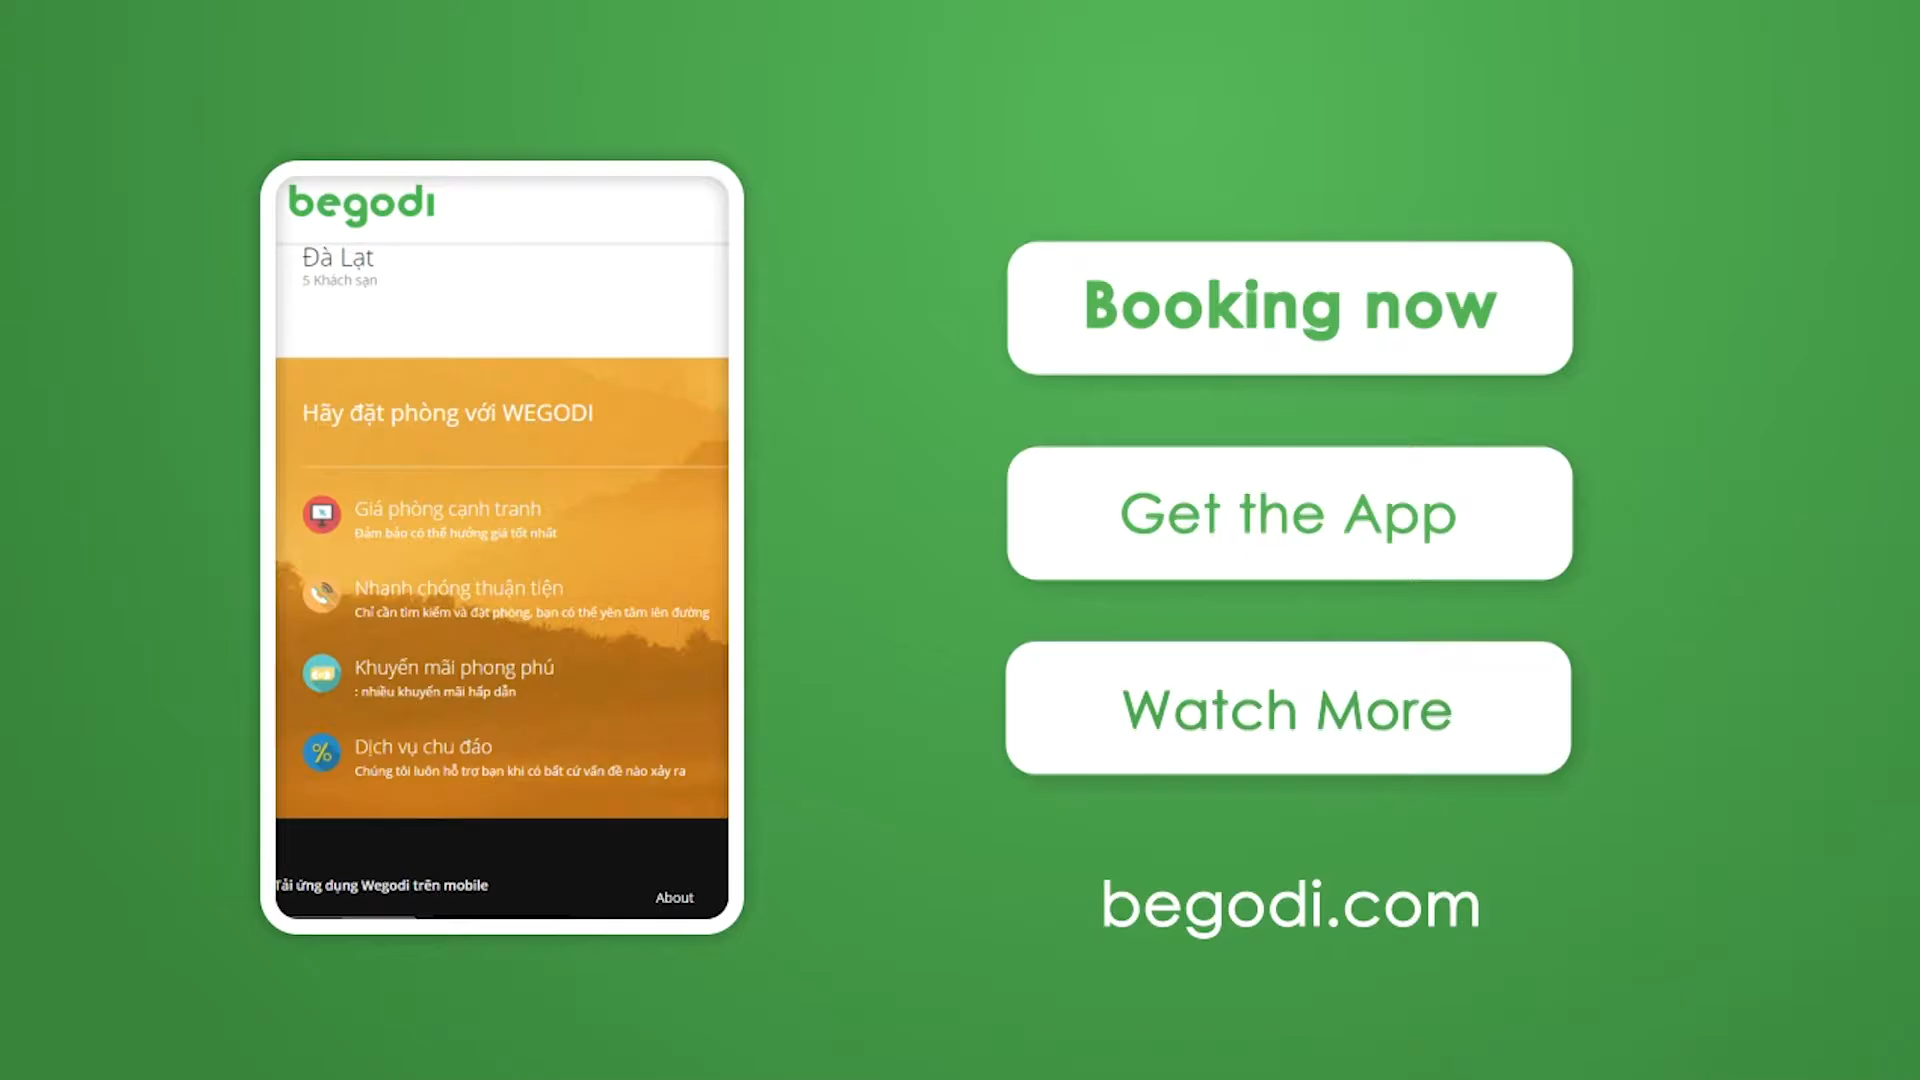 begodi
Đà Lạt
5 Khách sạn
Hãy đặt phòng với WEGODI
Giá phòng cạnh tranh
Đảm bảo có thể hưởng giá tốt nhất
Nhanh chóng thuận tiện
Chỉ cần tìm kiếm và đặt phòng, bạn có thể yên tâm lên đường
Khuyến mãi phong phú
: nhiều khuyến mãi hấp dẫn
%
Dịch vụ chu đáo
Chúng tôi luôn hỗ trợ bạn khi có bất cứ vấn đề nào xảy ra
Tải ứng dụng Wegodi trên mobile
About
Booking now
Get the App
Watch More
begodi.com